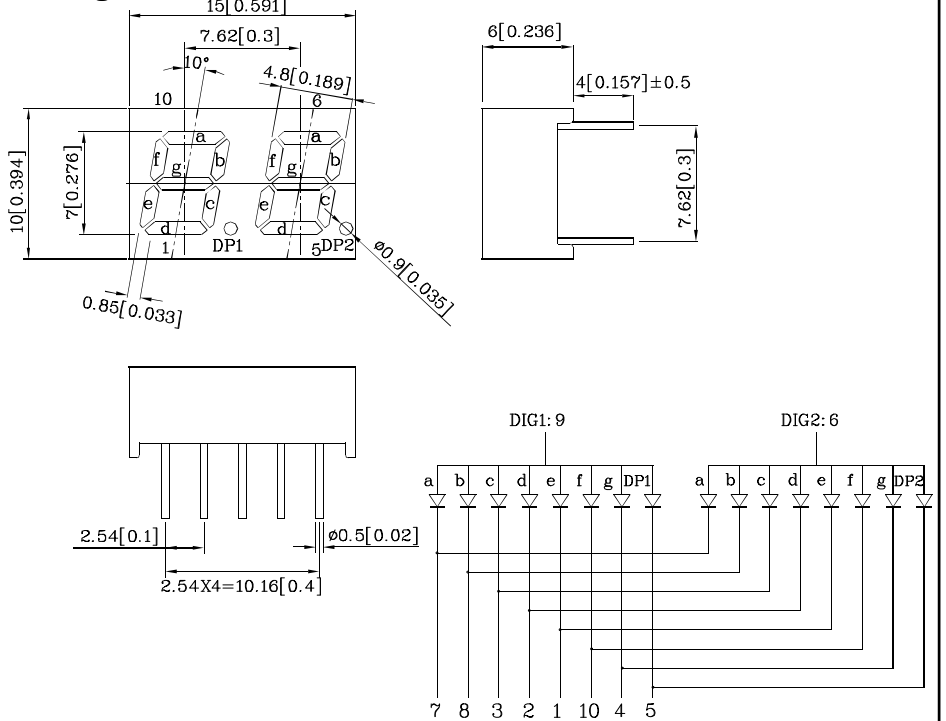 15[0.591]
7.62[0.3]
10°
4.8[0.189]
10
6
a
a
f
b
f
b
g
g
e
c
e
c
d
d
1
DP1
5
DP2
10[0.394]
7[0.276]
0.85[0.033]
ø0.9[0.035]
6[0.236]
4[0.157]±0.5
7.62[0.3]
2.54[0.1]
ø0.5[0.02]
2.54X4=10.16[0.4]
DIG1:9
DIG2:6
a b c d e f g DP1
a b c d e f g DP2
7 8 3 2 1 10 4 5